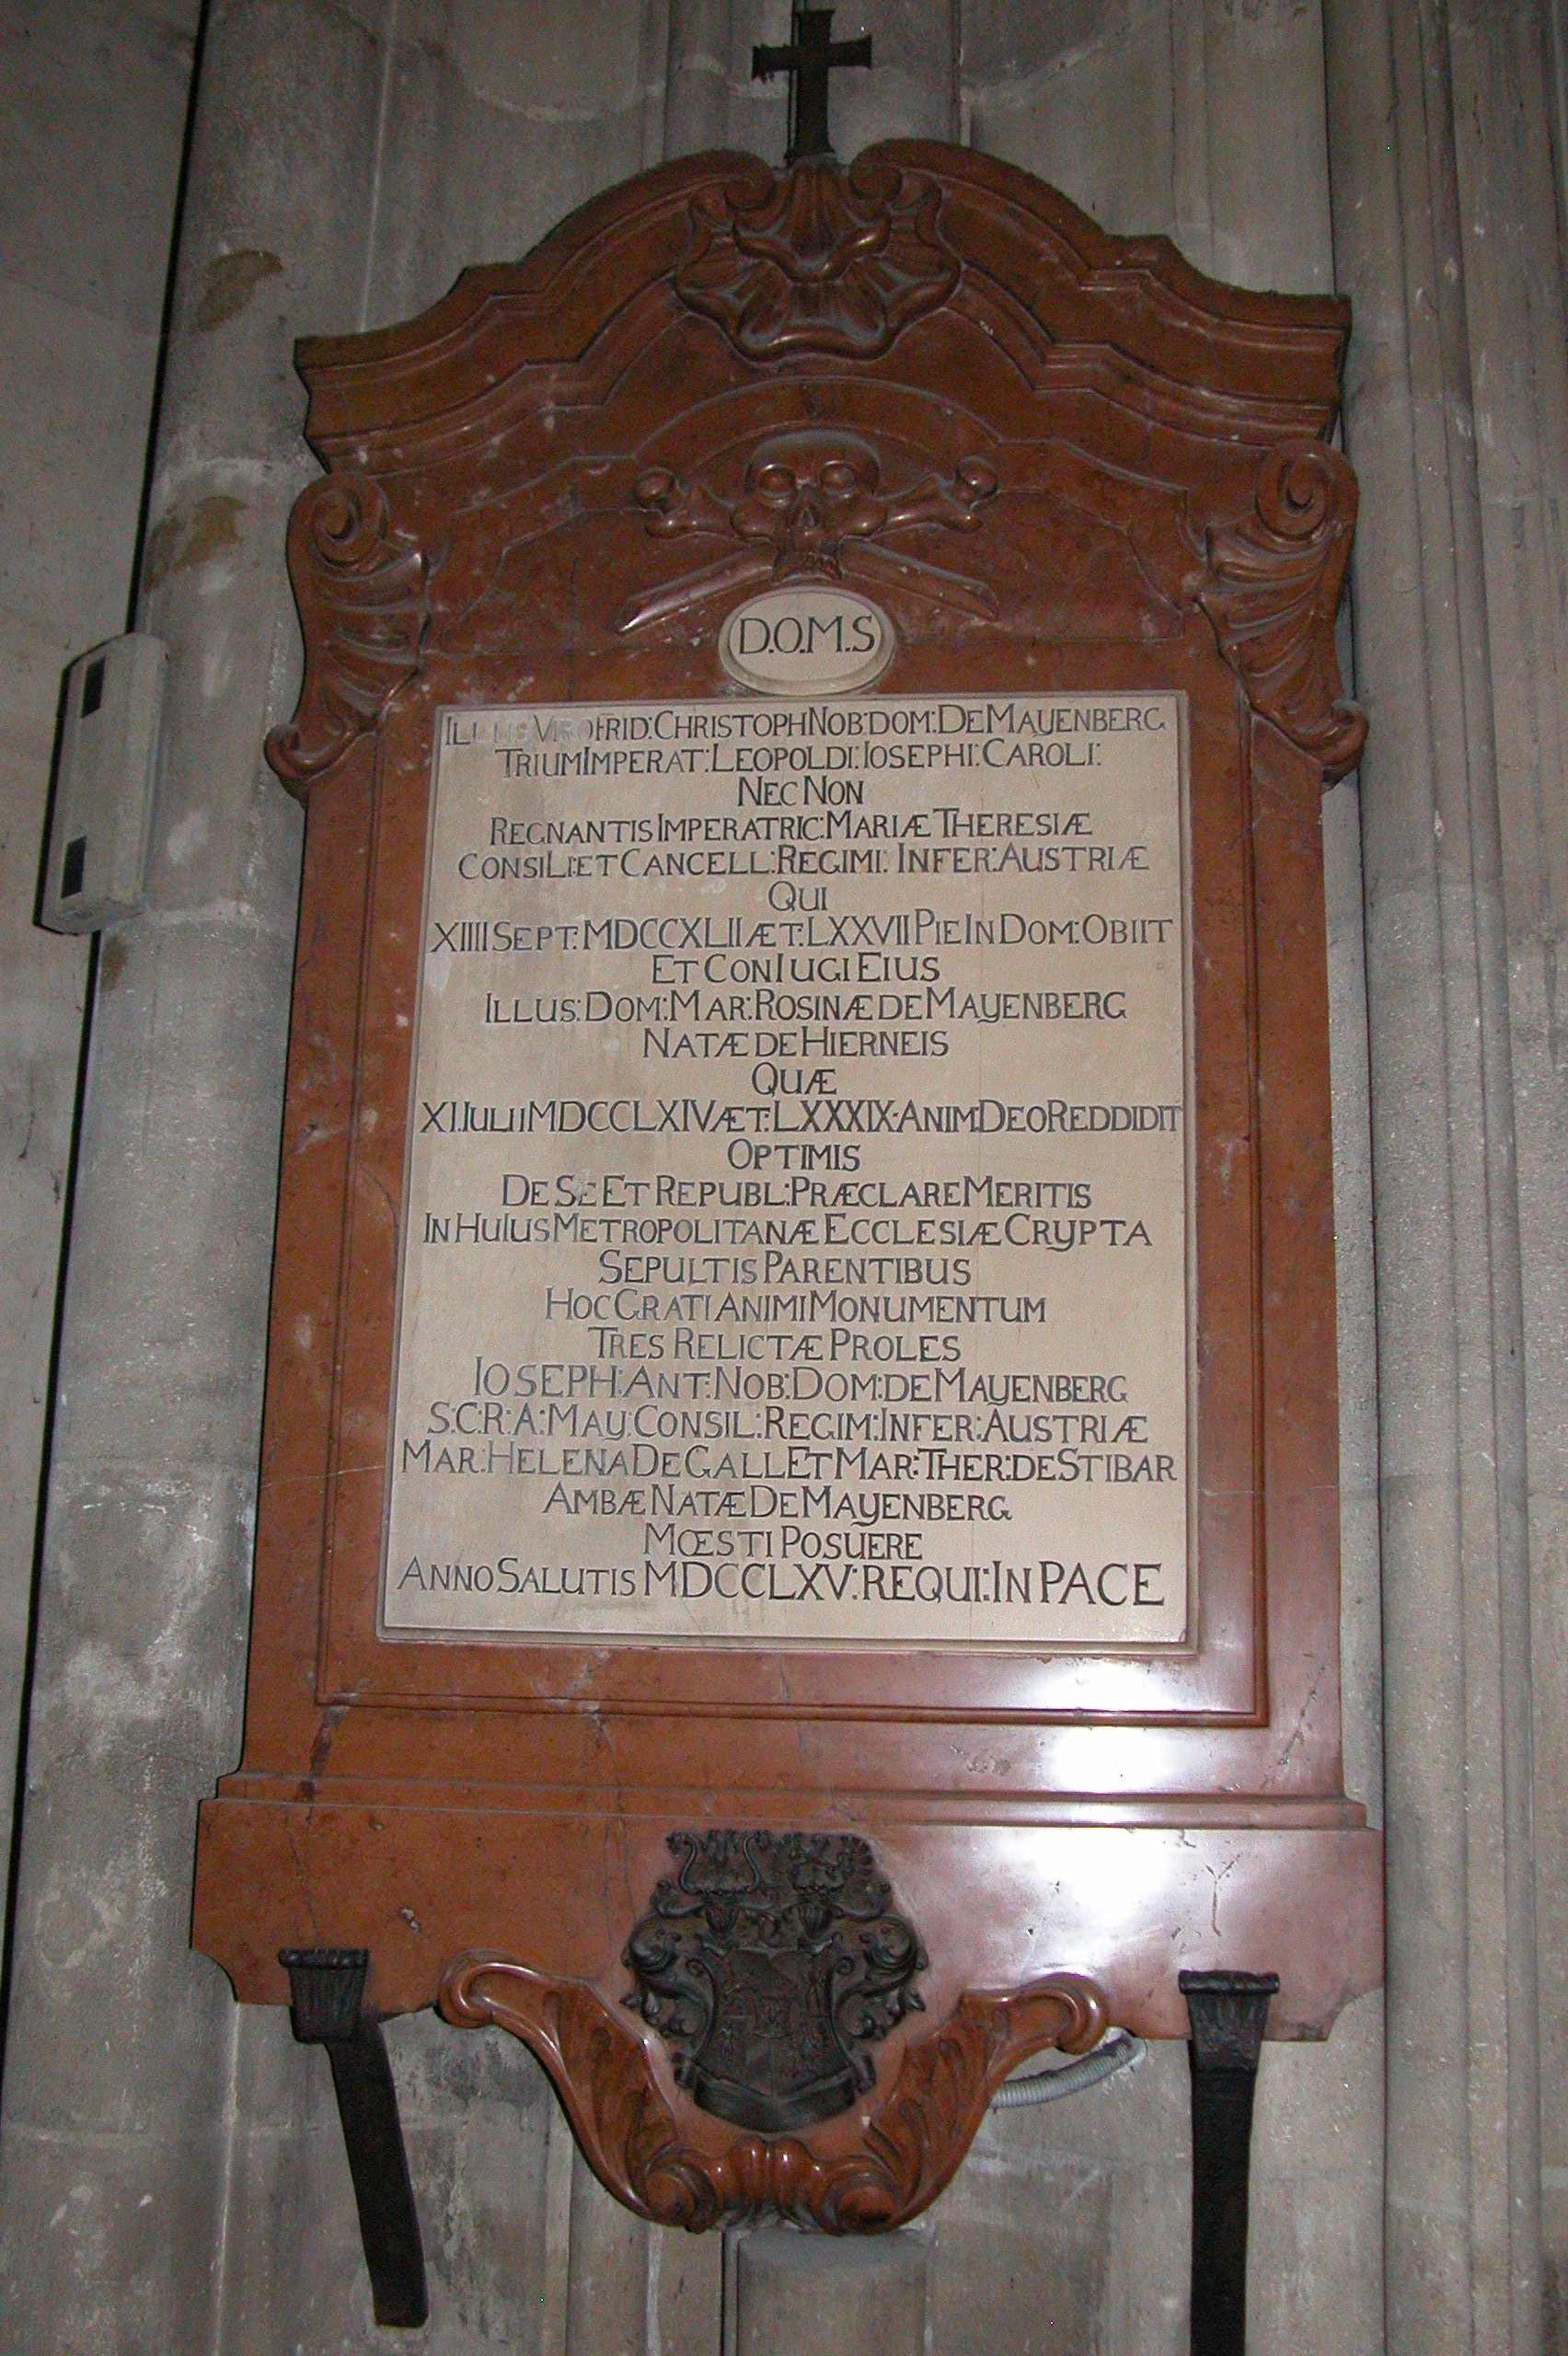 D.O.M.S
VIRO FRID: CHRISTOPH NOB: DOM: DE MAYENBERG
TRIUM IMPERAT: LEOPOLDI: IOSEPHI: CAROLI:
NEC NON
REGNANTIS IMPERATRIC: MARIÆ THERESIÆ
CONSILI: ET CANCELL: REGIMI: INFER: AUSTRIÆ
QUI
XIIII SEPT: MDCCXLII ÆT: LXXVII PIE IN DOM: OBIIT
ET CONIUGI EIUS
ILLUS: DOM: MAR: ROSINÆ DE MAYENBERG
NATÆ DE HIERNEIS
QUÆ
XI IULII MDCCLXIV ÆT: LXXXIX ANIM: DEO REDDIDIT
OPTIMIS
DE SE ET REPUBL: PRÆCLARE MERITIS
IN HUIUS METROPOLITANÆ ECCLESIÆ CRYPTA
SEPULTIS PARENTIBUS
HOC GRATI ANIMI MONUMENTUM
TRES RELICTÆ PROLES
IOSEPH: ANT: NOB: DOM: DE MAYENBERG
S:C:R:A: MAY: CONSIL: REGIM: INFER: AUSTRIÆ
MAR: HELENA DE GALL ET MAR: THER: DE STIBAR
AMBÆ NATÆ DE MAYENBERG
MŒSTI POSUERE
ANNO SALUTIS MDCCLXV: REQUI: IN PACE